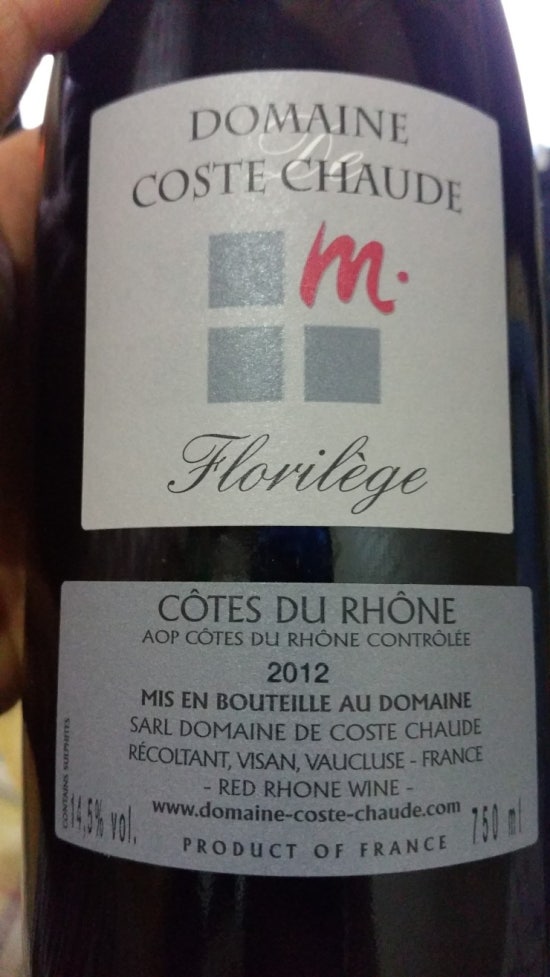 DOMAINE
De
COSTE CHAUDE
m.
Florilège
CÔTES DU RHÔNE
AOP CÔTES DU RHÔNE CONTRÔLÉE
2012
MIS EN BOUTEILLE AU DOMAINE
SARL DOMAINE DE COSTE CHAUDE
RÉCOLTANT, VISAN, VAUCLUSE - FRANCE
- RED RHONE WINE -
www.domaine-coste-chaude.com
CONTAINS SULPHITS
14,5% vol.
750 ml
PRODUCT OF FRANCE